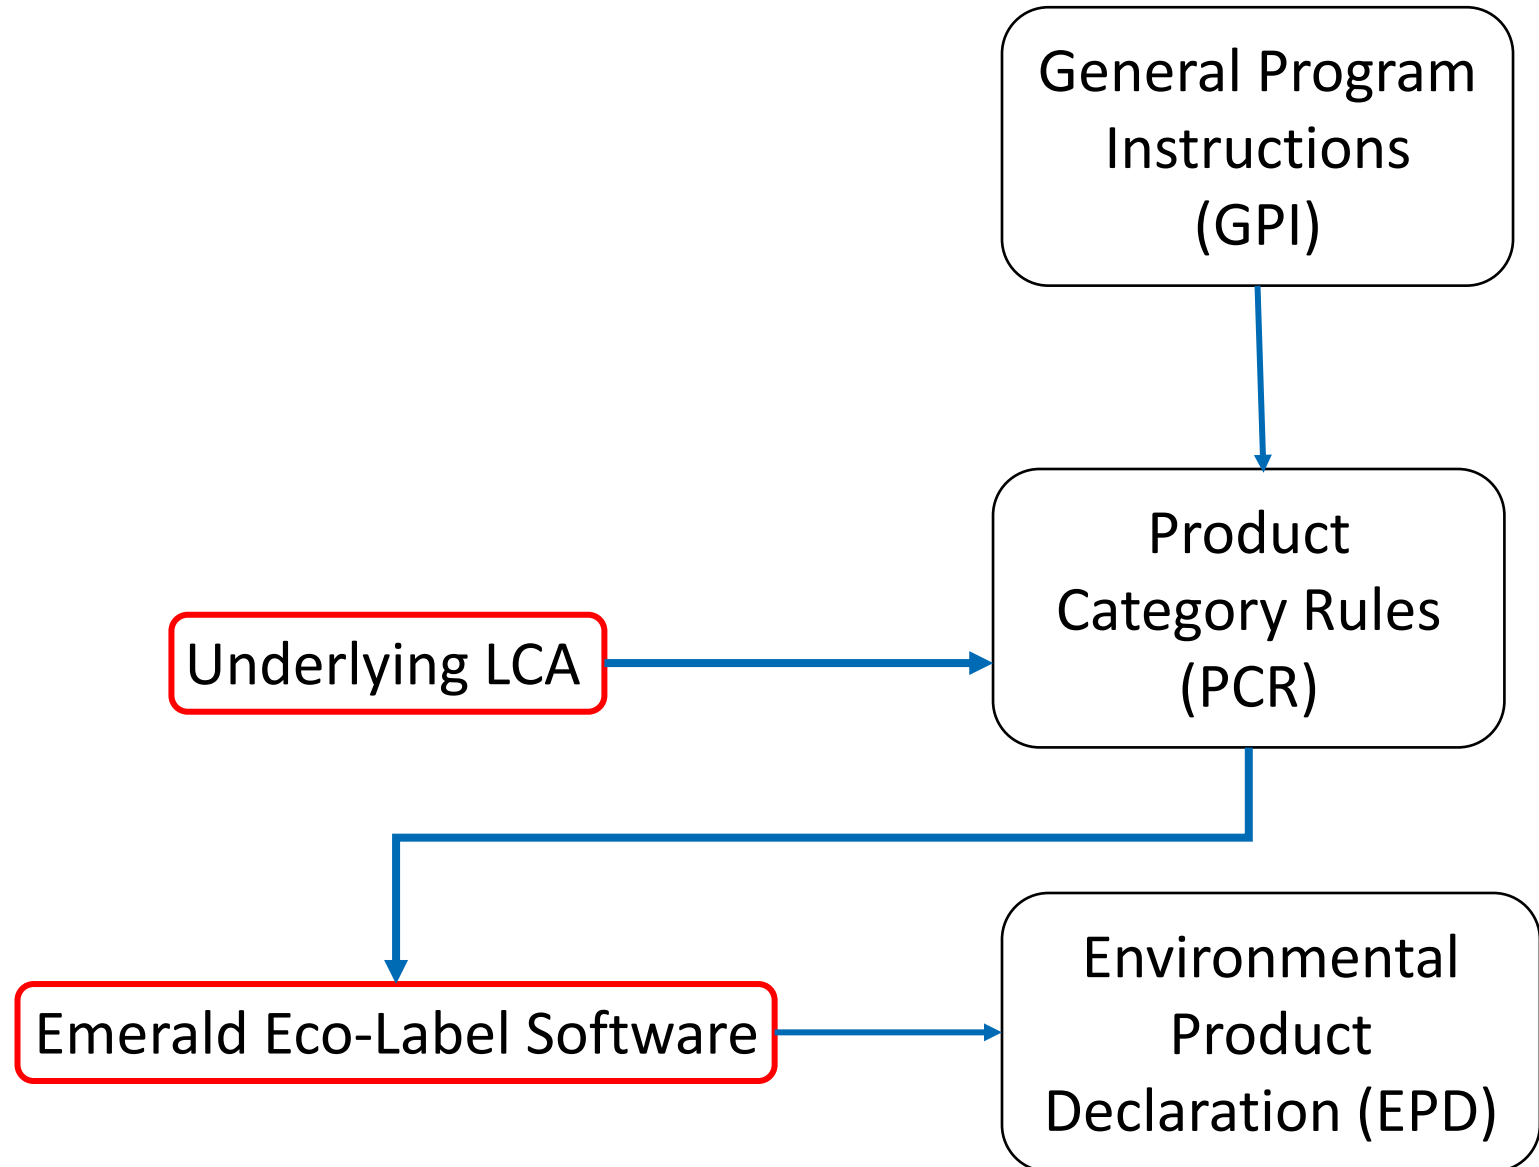 General Program
Instructions
(GPI)
Product
Category Rules
(PCR)
Underlying LCA
Emerald Eco-Label Software
Environmental
Product
Declaration (EPD)